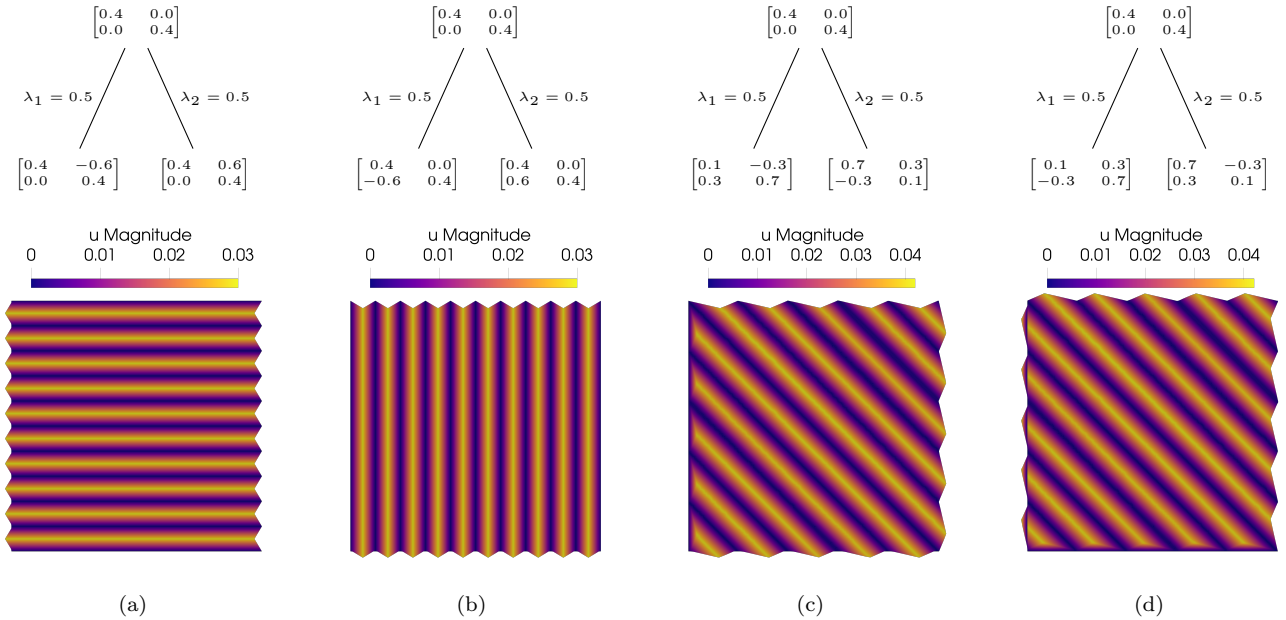 [0.4 0.0
0.0 0.4]
λ1 = 0.5 λ2 = 0.5
[0.4 −0.6
0.0 0.4]
[0.4 0.6
0.0 0.4]
u Magnitude
0 0.01 0.02 0.03
(a)
[0.4 0.0
0.0 0.4]
λ1 = 0.5 λ2 = 0.5
[0.4 0.0
−0.6 0.4]
[0.4 0.0
0.6 0.4]
u Magnitude
0 0.01 0.02 0.03
(b)
[0.4 0.0
0.0 0.4]
λ1 = 0.5 λ2 = 0.5
[0.1 −0.3
0.3 0.7]
[0.7 0.3
−0.3 0.1]
u Magnitude
0 0.01 0.02 0.03 0.04
(c)
[0.4 0.0
0.0 0.4]
λ1 = 0.5 λ2 = 0.5
[0.1 0.3
−0.3 0.7]
[0.7 −0.3
0.3 0.1]
u Magnitude
0 0.01 0.02 0.03 0.04
(d)